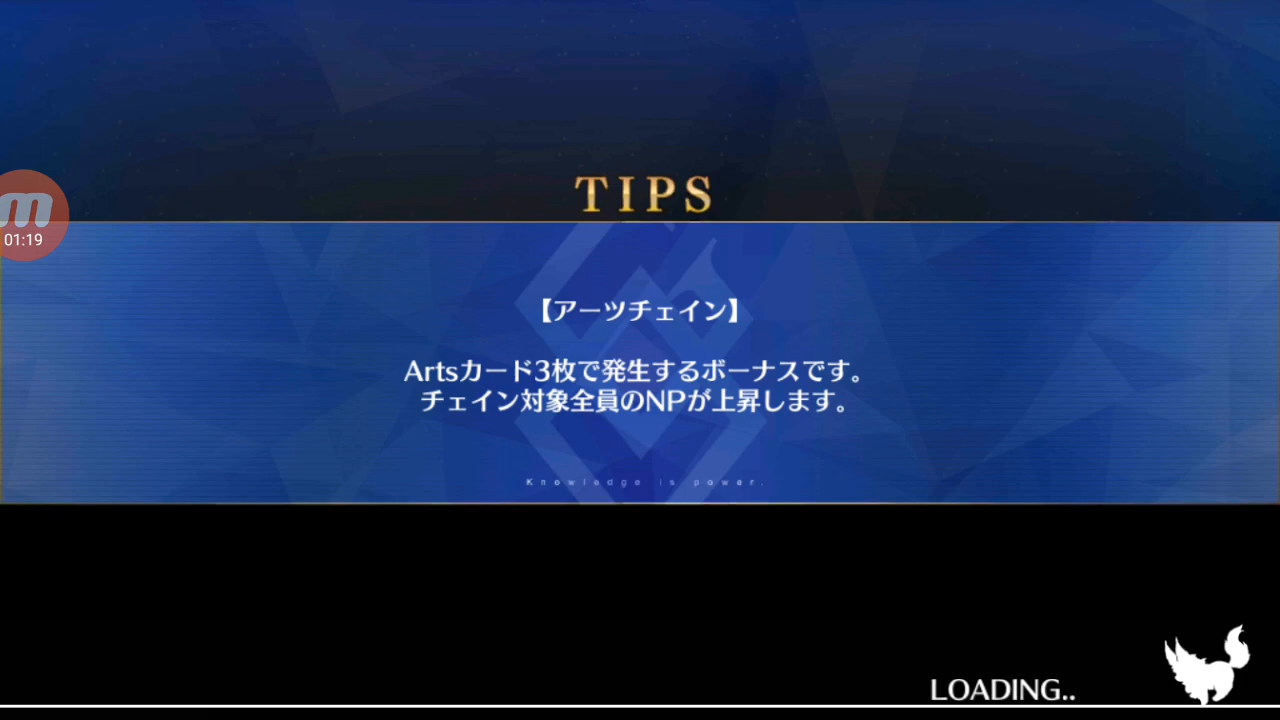 TIPS
01:19
【アーツチェイン】
Artsカード3枚で発生するボーナスです。
チェイン対象全員のNPが上昇します。
Knowledge is power.
LOADING..